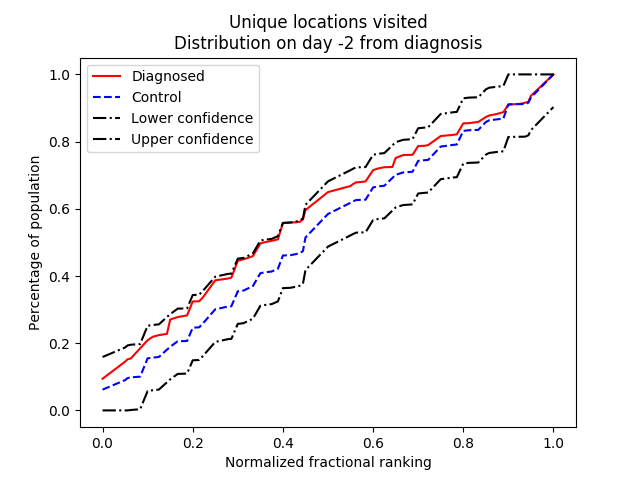 Unique locations visited
Distribution on day -2 from diagnosis
Diagnosed
Control
Lower confidence
Upper confidence
1.0
0.8
0.6
0.4
0.2
0.0
Percentage of population
0.0 0.2 0.4 0.6 0.8 1.0
Normalized fractional ranking